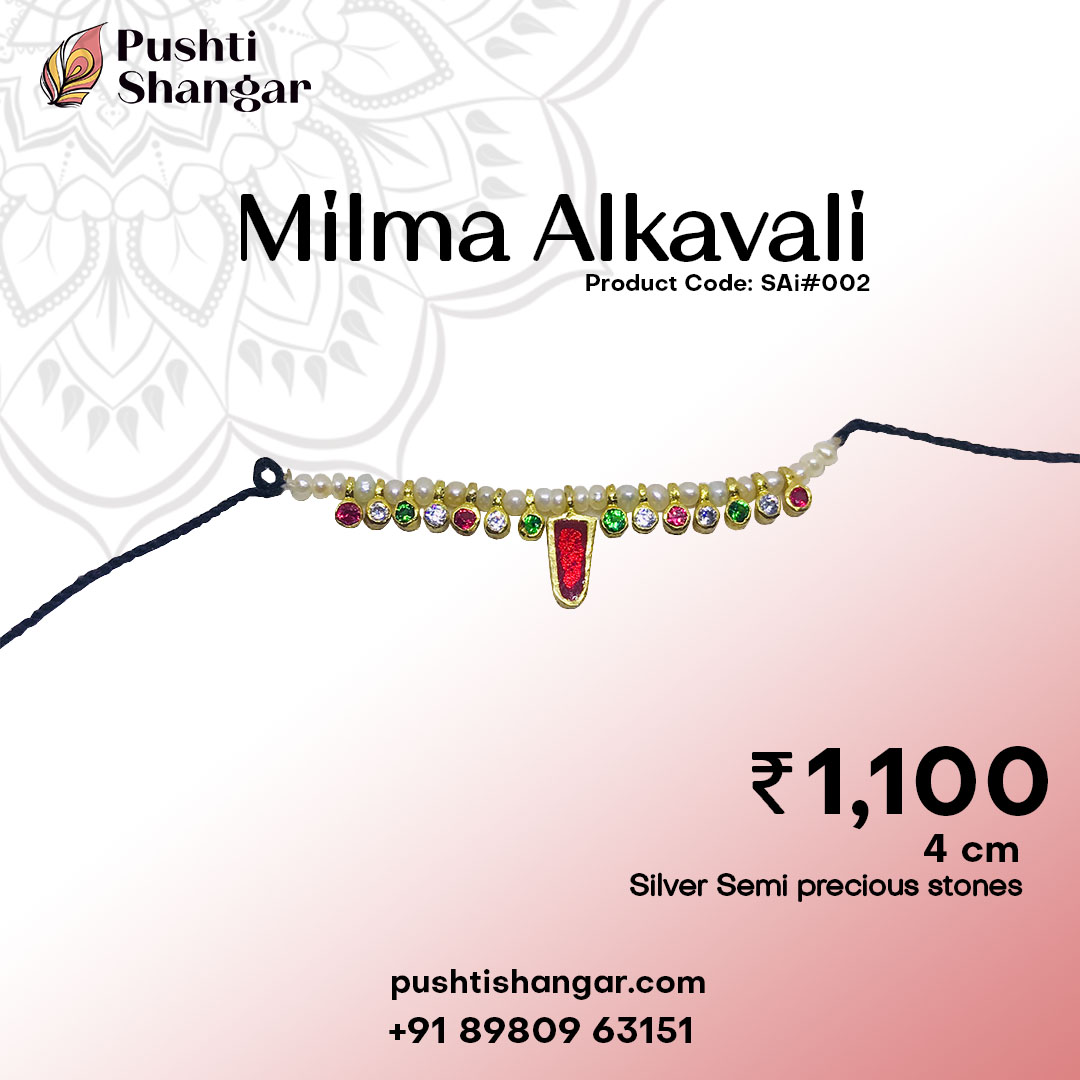 Pushti
Shangar
Milma Alkavali
Product Code: SAi#002
₹1,100
4 cm
Silver Semi precious stones
pushtishangar.com
+91 89809 63151